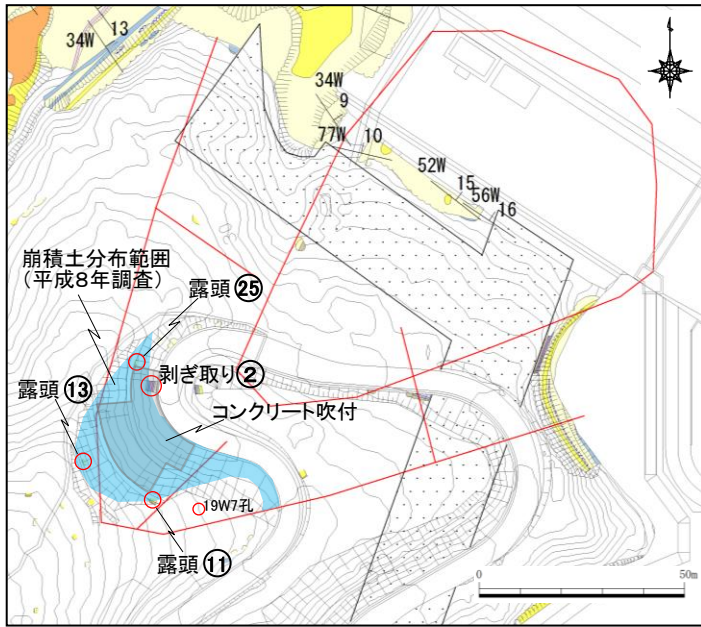 13
34W
34W
9
77W
10
52W
15
56W
16
崩積土分布範囲
(平成8年調査)
露頭㉕
剥ぎ取り②
露頭⑬
コンクリート吹付
19W7孔
露頭⑪
0
50m